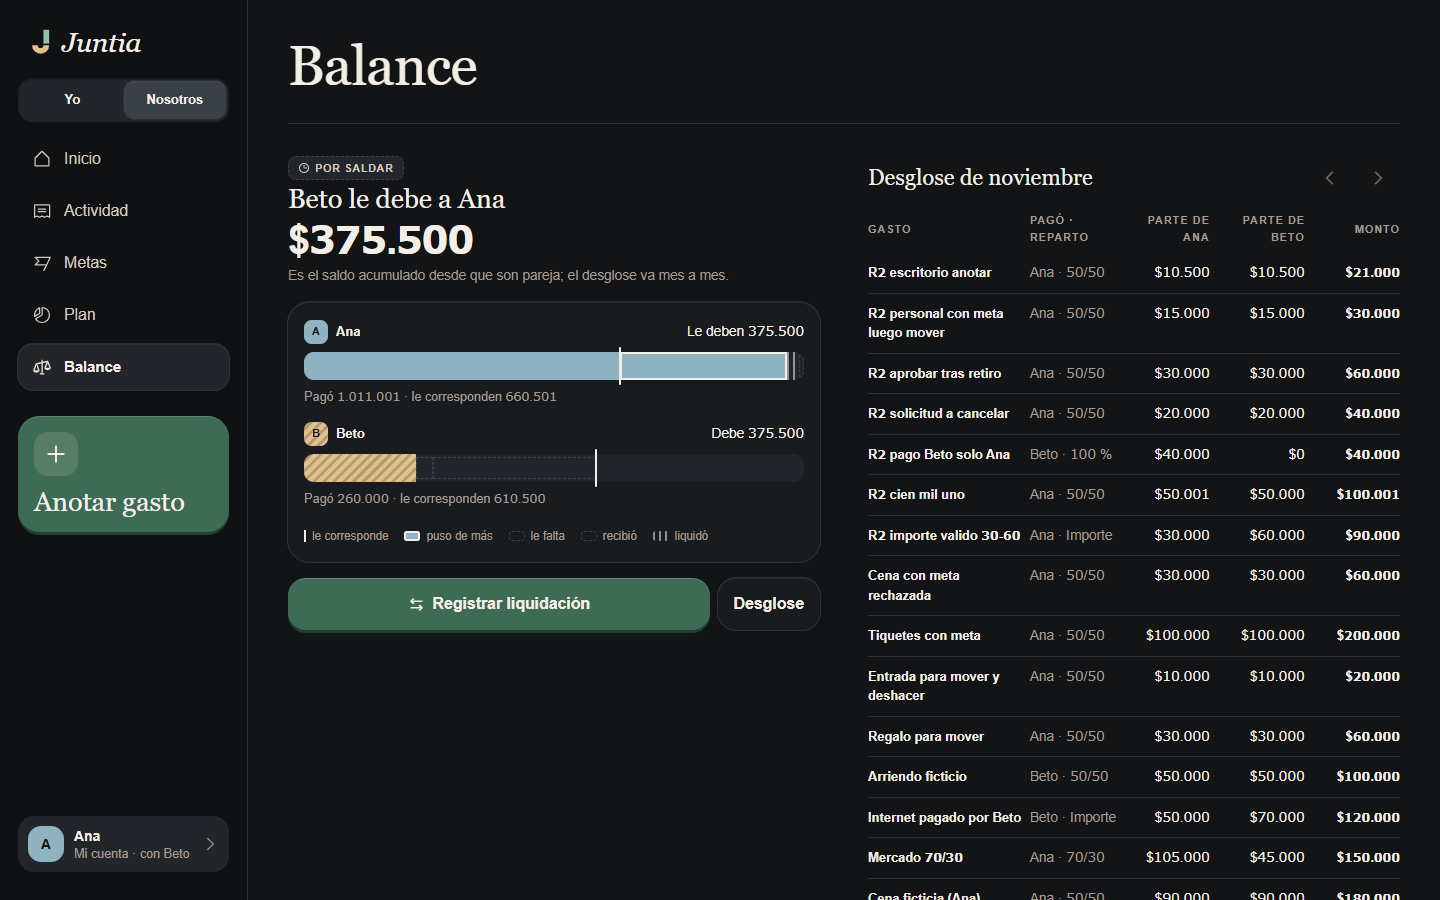 Juntia
Yo
Nosotros
Inicio
Actividad
Metas
Plan
Balance
Anotar gasto
A
Ana
Mi cuenta · con Beto
Balance
POR SALDAR
Beto le debe a Ana
$375.500
Es el saldo acumulado desde que son pareja; el desglose va mes a mes.
A Ana Le deben 375.500
Pagó 1.011.001 · le corresponden 660.501
B Beto Debe 375.500
Pagó 260.000 · le corresponden 610.500
le corresponde puso de más le falta recibió liquidó
Registrar liquidación
Desglose
Desglose de noviembre
GASTO PAGÓ · REPARTO PARTE DE ANA PARTE DE BETO MONTO
R2 escritorio anotar Ana · 50/50 $10.500 $10.500 $21.000
R2 personal con meta luego mover Ana · 50/50 $15.000 $15.000 $30.000
R2 aprobar tras retiro Ana · 50/50 $30.000 $30.000 $60.000
R2 solicitud a cancelar Ana · 50/50 $20.000 $20.000 $40.000
R2 pago Beto solo Ana Beto · 100 % $40.000 $0 $40.000
R2 cien mil uno Ana · 50/50 $50.001 $50.000 $100.001
R2 importe valido 30-60 Ana · Importe $30.000 $60.000 $90.000
Cena con meta rechazada Ana · 50/50 $30.000 $30.000 $60.000
Tiquetes con meta Ana · 50/50 $100.000 $100.000 $200.000
Entrada para mover y deshacer Ana · 50/50 $10.000 $10.000 $20.000
Regalo para mover Ana · 50/50 $30.000 $30.000 $60.000
Arriendo ficticio Beto · 50/50 $50.000 $50.000 $100.000
Internet pagado por Beto Beto · Importe $50.000 $70.000 $120.000
Mercado 70/30 Ana · 70/30 $105.000 $45.000 $150.000
Cena ficticia (Ana) Ana · 50/50 $90.000 $90.000 $180.000